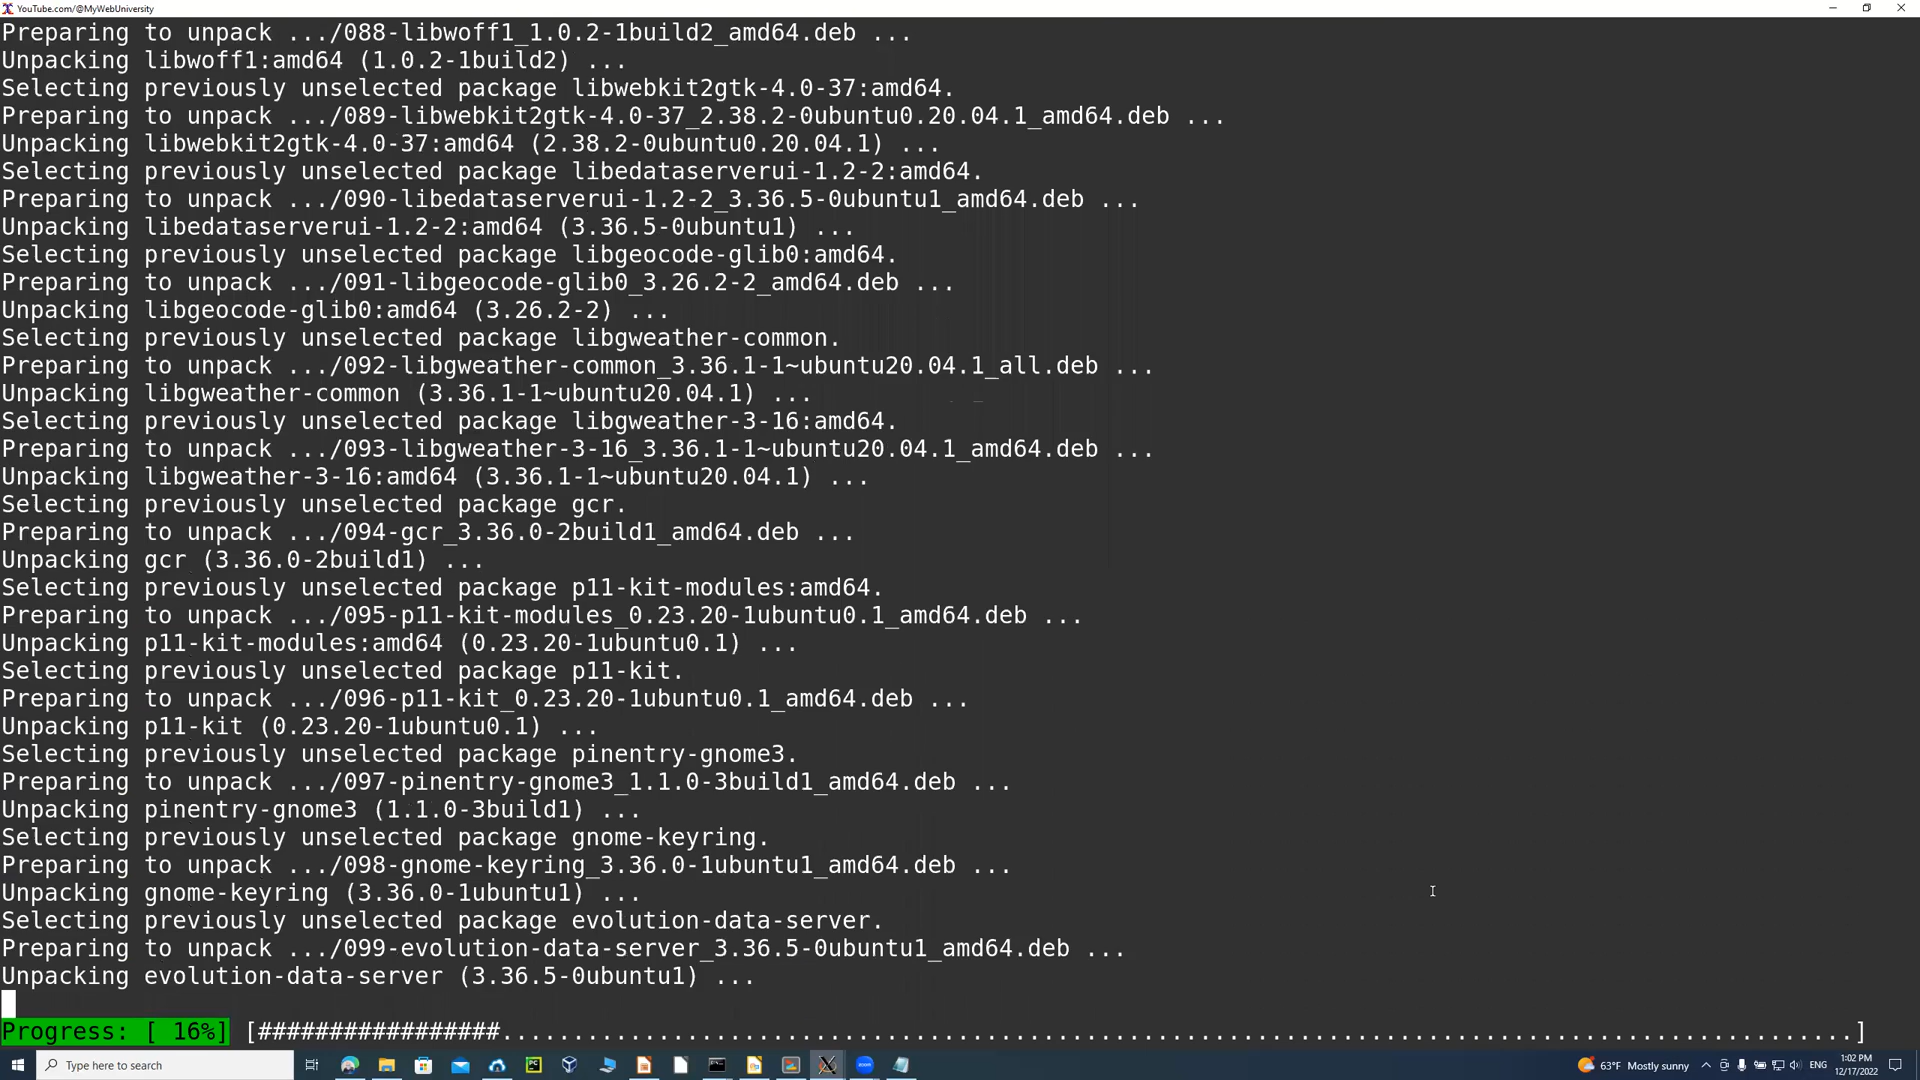 YouTube.com/@MyWebUniversity
Preparing to unpack .../088-libwoff1_1.0.2-1build2_amd64.deb ...
Unpacking libwoff1:amd64 (1.0.2-1build2) ...
Selecting previously unselected package libwebkit2gtk-4.0-37:amd64.
Preparing to unpack .../089-libwebkit2gtk-4.0-37_2.38.2-0ubuntu0.20.04.1_amd64.deb ...
Unpacking libwebkit2gtk-4.0-37:amd64 (2.38.2-0ubuntu0.20.04.1) ...
Selecting previously unselected package libedataserverui-1.2-2:amd64.
Preparing to unpack .../090-libedataserverui-1.2-2_3.36.5-0ubuntu1_amd64.deb ...
Unpacking libedataserverui-1.2-2:amd64 (3.36.5-0ubuntu1) ...
Selecting previously unselected package libgeocode-glib0:amd64.
Preparing to unpack .../091-libgeocode-glib0_3.26.2-2_amd64.deb ...
Unpacking libgeocode-glib0:amd64 (3.26.2-2) ...
Selecting previously unselected package libgweather-common.
Preparing to unpack .../092-libgweather-common_3.36.1-1~ubuntu20.04.1_all.deb ...
Unpacking libgweather-common (3.36.1-1~ubuntu20.04.1) ...
Selecting previously unselected package libgweather-3-16:amd64.
Preparing to unpack .../093-libgweather-3-16_3.36.1-1~ubuntu20.04.1_amd64.deb ...
Unpacking libgweather-3-16:amd64 (3.36.1-1~ubuntu20.04.1) ...
Selecting previously unselected package gcr.
Preparing to unpack .../094-gcr_3.36.0-2build1_amd64.deb ...
Unpacking gcr (3.36.0-2build1) ...
Selecting previously unselected package p11-kit-modules:amd64.
Preparing to unpack .../095-p11-kit-modules_0.23.20-1ubuntu0.1_amd64.deb ...
Unpacking p11-kit-modules:amd64 (0.23.20-1ubuntu0.1) ...
Selecting previously unselected package p11-kit.
Preparing to unpack .../096-p11-kit_0.23.20-1ubuntu0.1_amd64.deb ...
Unpacking p11-kit (0.23.20-1ubuntu0.1) ...
Selecting previously unselected package pinentry-gnome3.
Preparing to unpack .../097-pinentry-gnome3_1.1.0-3build1_amd64.deb ...
Unpacking pinentry-gnome3 (1.1.0-3build1) ...
Selecting previously unselected package gnome-keyring.
Preparing to unpack .../098-gnome-keyring_3.36.0-1ubuntu1_amd64.deb ...
Unpacking gnome-keyring (3.36.0-1ubuntu1) ...
Selecting previously unselected package evolution-data-server.
Preparing to unpack .../099-evolution-data-server_3.36.5-0ubuntu1_amd64.deb ...
Unpacking evolution-data-server (3.36.5-0ubuntu1) ...
Progress: [ 16%] [#################...............................................................................................]
Type here to search
63°F Mostly sunny
ENG
1:02 PM
12/17/2022